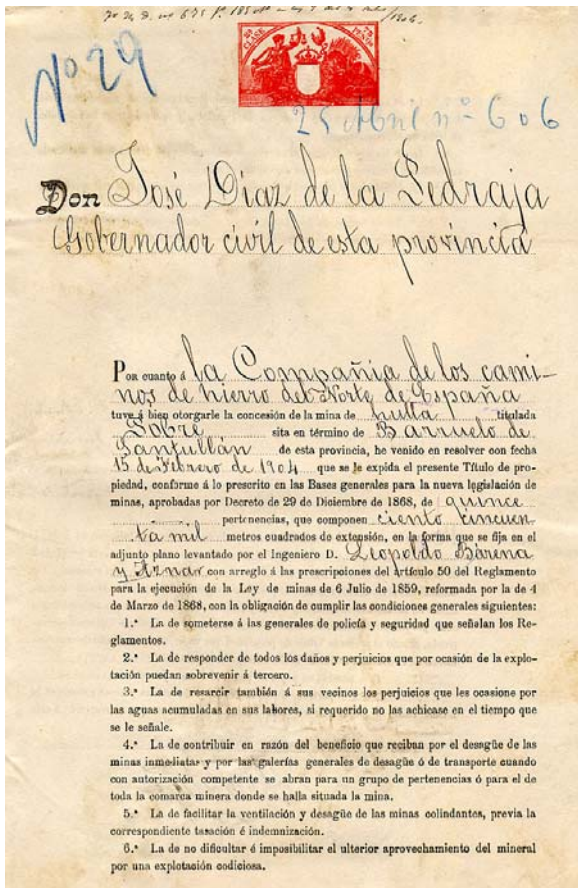 Nº 29
25 Abril nº 606
Don José Díaz de la Pedraja
Gobernador civil de esta provincia
POR cuanto á la Compañia de los cami-
nos de hierro del Norte de España
tuve á bien otorgarle la concesión de la mina de hulla titulada
Sobre sita en término de Barruelo de
Santullán de esta provincia, he venido en resolver con fecha
15 de Febrero de 1904 que se le expida el presente Título de pro-
piedad, conforme á lo prescrito en las Bases generales para la nueva legislación de
minas, aprobadas por Decreto de 29 de Diciembre de 1868, de quince
pertenencias, que componen ciento cincuen
ta mil metros cuadrados de extensión, en la forma que se fija en el
adjunto plano levantado por el Ingeniero D. Leopoldo Bárcena
y Aznar con arreglo á las prescripciones del artículo 50 del Reglamento
para la ejecución de la Ley de minas de 6 Julio de 1859, reformada por la de 4
de Marzo de 1868, con la obligación de cumplir las condiciones generales siguientes:
1.ª La de someterse á las generales de policía y seguridad que señalan los Re-
glamentos.
2.ª La de responder de todos los daños y perjuicios que por ocasión de la explo-
tación puedan sobrevenir á tercero.
3.ª La de resarcir también á sus vecinos los perjuicios que les ocasione por
las aguas acumuladas en sus labores, si requerido no las achicase en el tiempo que
se le señale.
4.ª La de contribuir en razón del beneficio que reciban por el desagüe de las
minas inmediatas y por las galerías generales de desagüe ó de transporte cuando
con autorización competente se abran para un grupo de pertenencias ó para el de
toda la comarca minera donde se halla situada la mina.
5.ª La de facilitar la ventilación y desagüe de las minas colindantes, previa la
correspondiente tasación é indemnización.
6.ª La de no dificultar é imposibilitar el ulterior aprovechamiento del mineral
por una explotación codiciosa.